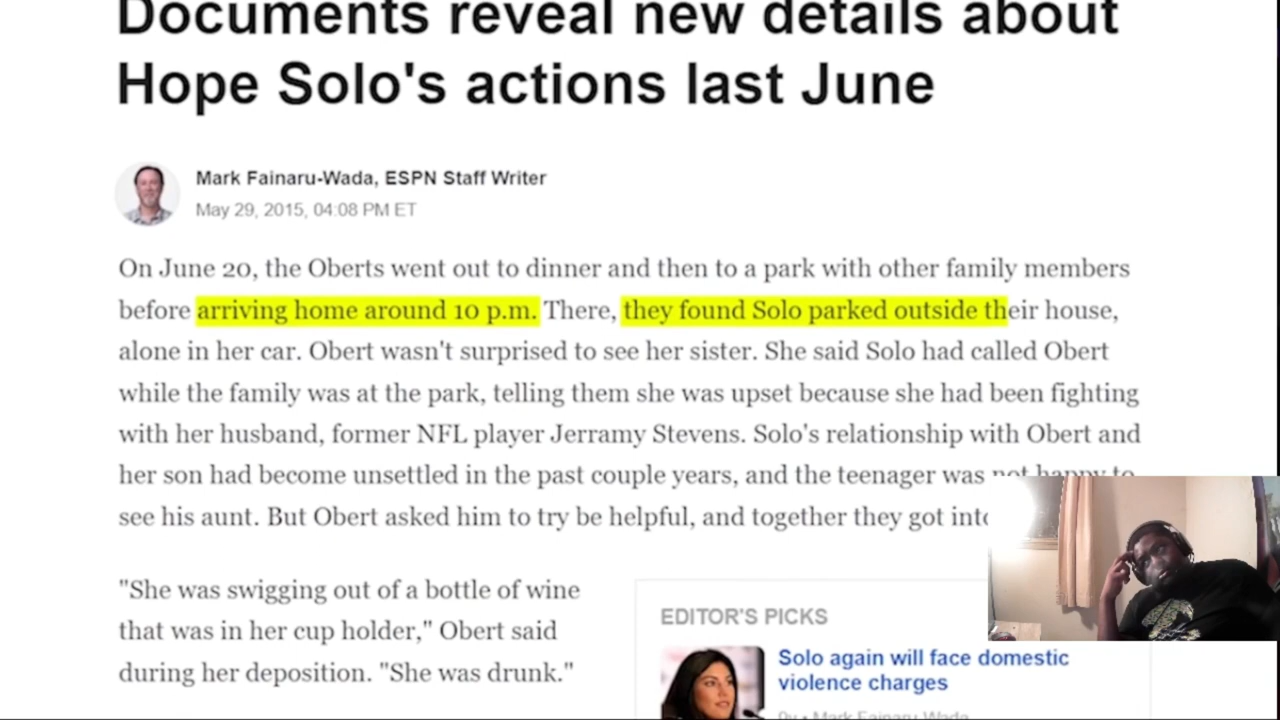 Documents reveal new details about
Hope Solo's actions last June
Mark Fainaru-Wada, ESPN Staff Writer
May 29, 2015, 04:08 PM ET
On June 20, the Oberts went out to dinner and then to a park with other family members
before arriving home around 10 p.m. There, they found Solo parked outside their house,
alone in her car. Obert wasn't surprised to see her sister. She said Solo had called Obert
while the family was at the park, telling them she was upset because she had been fighting
with her husband, former NFL player Jerramy Stevens. Solo's relationship with Obert and
her son had become unsettled in the past couple years, and the teenager was not happy to
see his aunt. But Obert asked him to try be helpful, and together they got into
"She was swigging out of a bottle of wine
that was in her cup holder," Obert said
during her deposition. "She was drunk."
EDITOR'S PICKS
Solo again will face domestic
violence charges
9y • Mark Fainaru-Wada